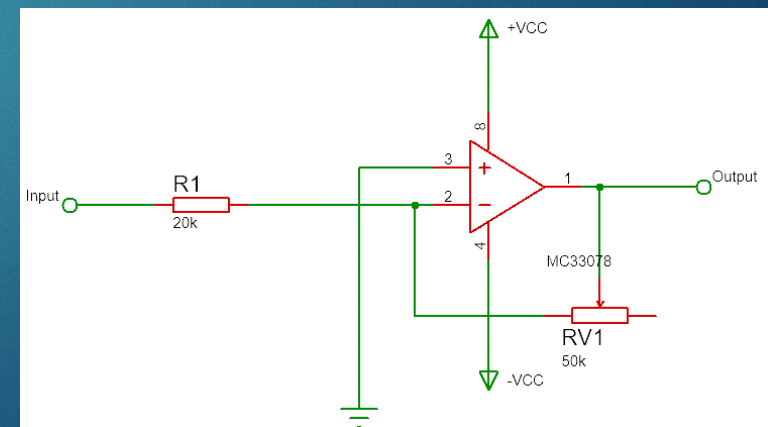 +VCC
8
3
+
1
Output
R1
Input
2
−
20k
4
MC33078
RV1
50k
-VCC